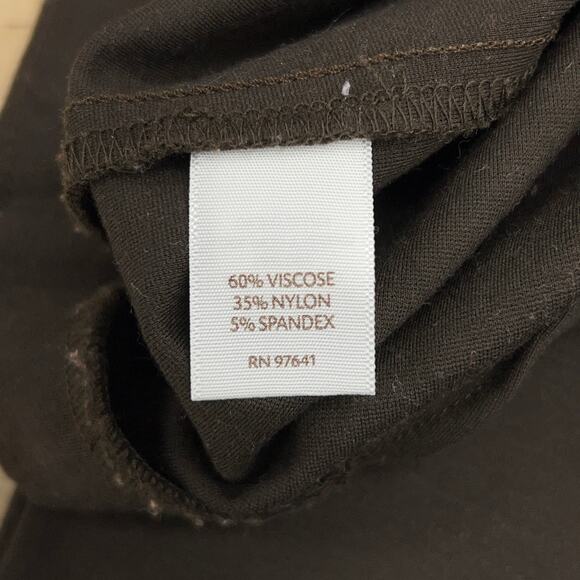 60% VISCOSE
35% NYLON
5% SPANDEX
RN 97641